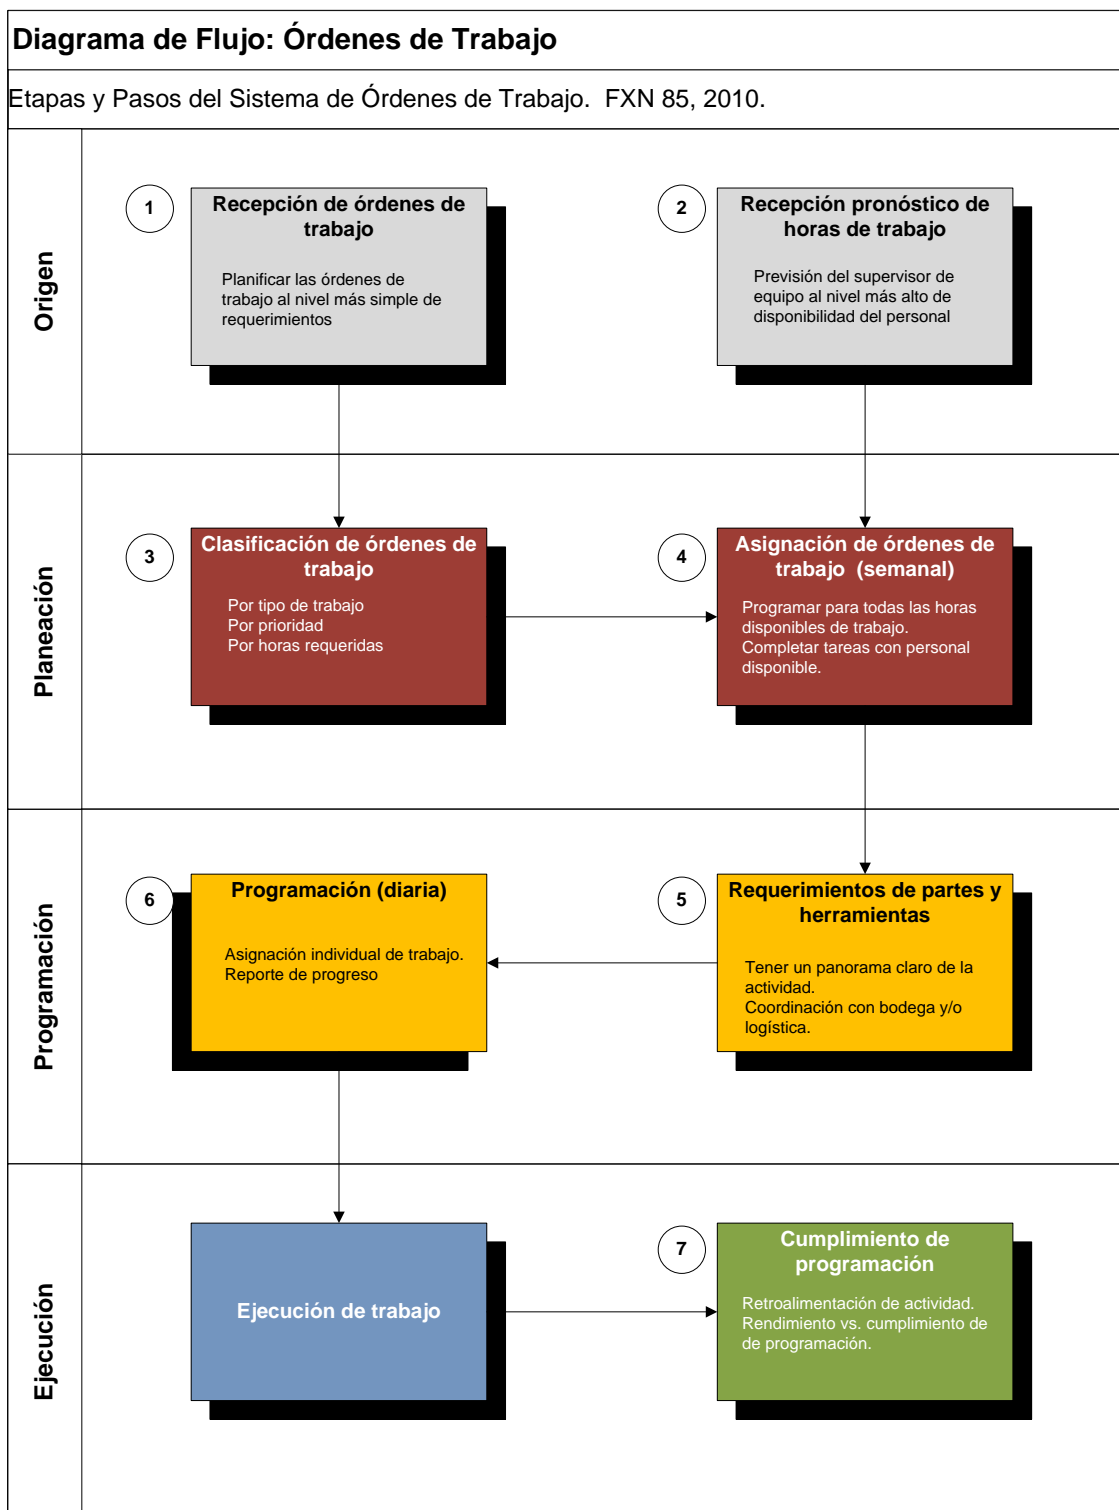 Diagrama de Flujo: Órdenes de Trabajo
Etapas y Pasos del Sistema de Órdenes de Trabajo.  FXN 85, 2010.
Origen
1
Recepción de órdenes de
trabajo
Planificar las órdenes de
trabajo al nivel más simple de
requerimientos
2
Recepción pronóstico de
horas de trabajo
Previsión del supervisor de
equipo al nivel más alto de
disponibilidad del personal
Planeación
3
Clasificación de órdenes de
trabajo
Por tipo de trabajo
Por prioridad
Por horas requeridas
4
Asignación de órdenes de
trabajo  (semanal)
Programar para todas las horas
disponibles de trabajo.
Completar tareas con personal
disponible.
Programación
6
Programación (diaria)
Asignación individual de trabajo.
Reporte de progreso
5
Requerimientos de partes y
herramientas
Tener un panorama claro de la
actividad.
Coordinación con bodega y/o
logística.
Ejecución
Ejecución de trabajo
7
Cumplimiento de
programación
Retroalimentación de actividad.
Rendimiento vs. cumplimiento de
de programación.